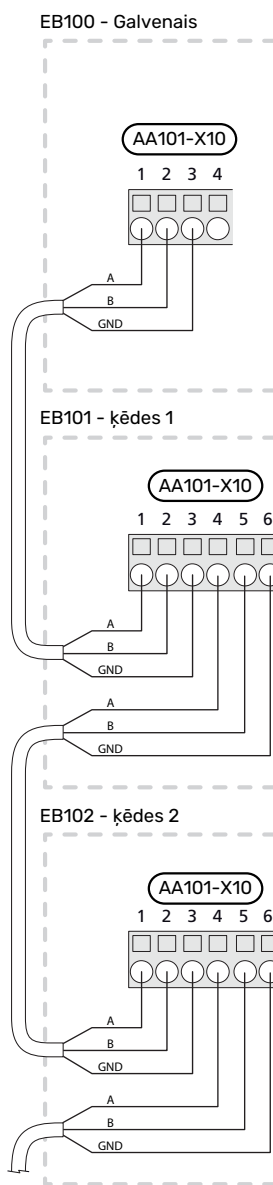 EB100 - Galvenais
AA101-X10
1 2 3 4
A
B
GND
EB101 - ķēdes 1
AA101-X10
1 2 3 4 5 6
A
B
GND
A
B
GND
EB102 - ķēdes 2
AA101-X10
1 2 3 4 5 6
A
B
GND
A
B
GND